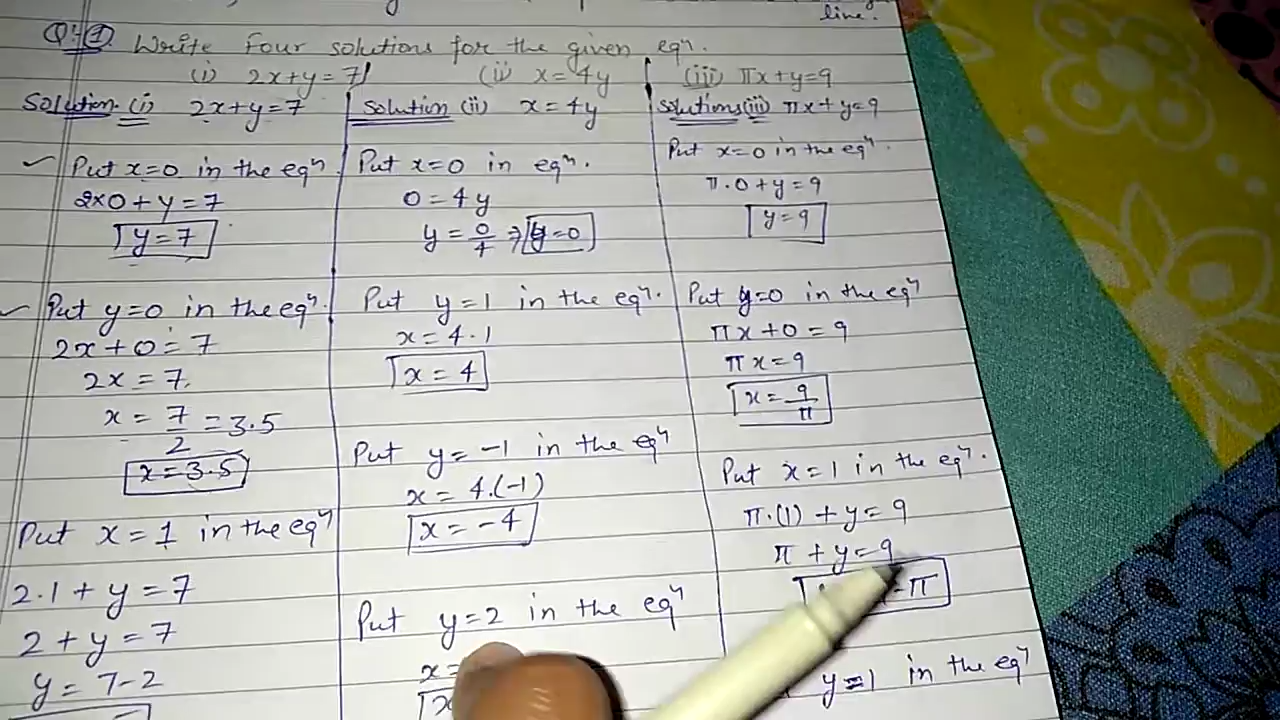 line.
Q.4(1) Write four solutions for the given eqⁿ.
(i) 2x+y=7 (ii) x=4y (iii) πx+y=9
Solution (i) 2x+y=7
Put x=0 in the eqⁿ
2×0+y=7
y=7
Put y=0 in the eqⁿ.
2x+0=7
2x=7
x=7/2=3.5
x=3.5
Put x=1 in the eqⁿ
2.1+y=7
2+y=7
y=7-2
Solution (ii) x=4y
Put x=0 in eqⁿ.
0=4y
y=0/4⇒y=0
Put y=1 in the eqⁿ.
x=4.1
x=4
Put y=-1 in the eqⁿ
x=4.(-1)
x=-4
Put y=2 in the eqⁿ
x=
Solutions(iii) πx+y=9
Put x=0 in the eqⁿ.
π.0+y=9
y=9
Put y=0 in the eqⁿ
πx+0=9
πx=9
x=9/π
Put x=1 in the eqⁿ.
π.(1)+y=9
π+y=9
-π
y=1 in the eqⁿ